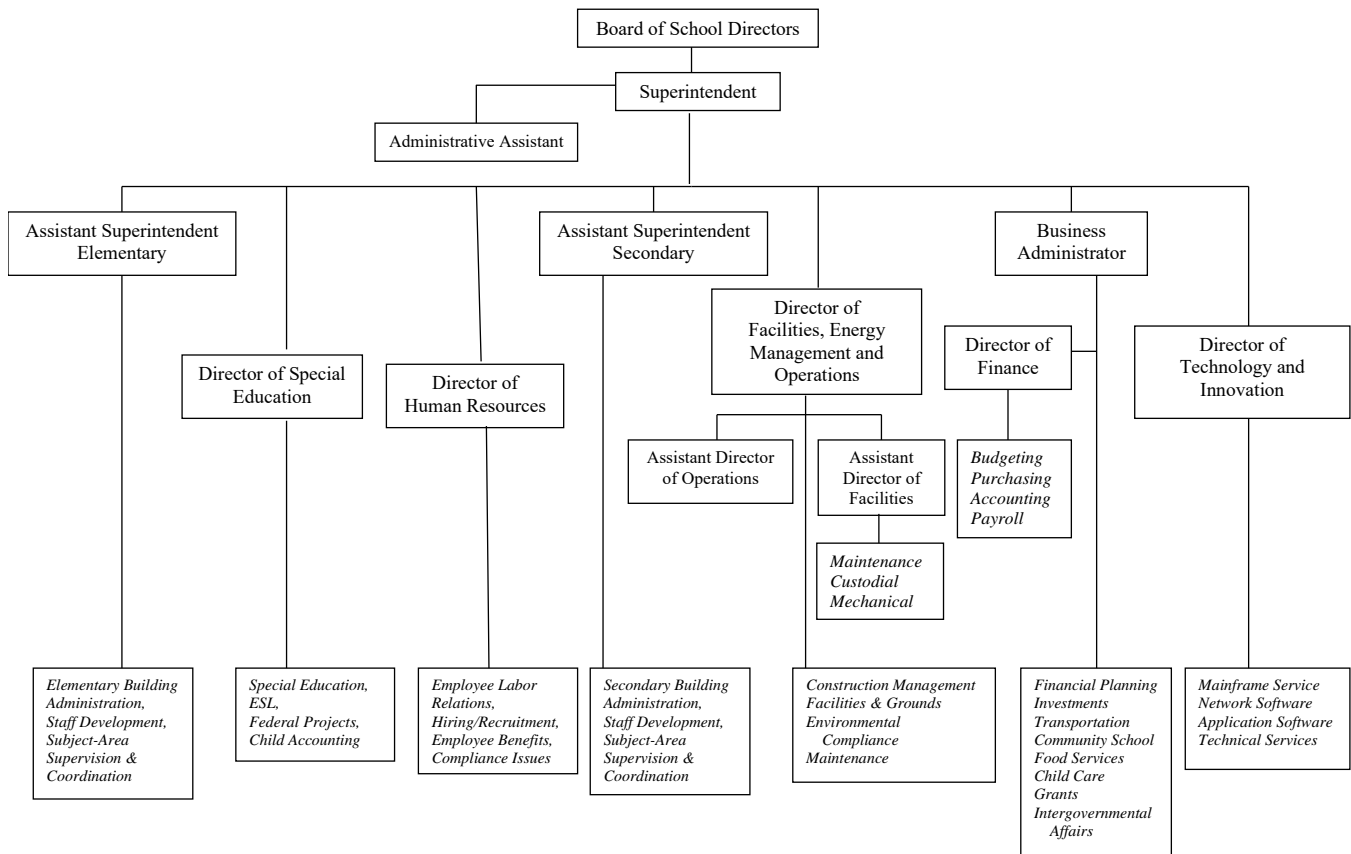 Board of School Directors
Superintendent
Administrative Assistant
Assistant Superintendent
Elementary
Assistant Superintendent
Secondary
Business
Administrator
Director of
Facilities, Energy
Management and
Operations
Director of
Finance
Director of
Technology and
Innovation
Director of Special
Education
Director of
Human Resources
Assistant Director
of Operations
Assistant
Director of
Facilities
Budgeting
Purchasing
Accounting
Payroll
Maintenance
Custodial
Mechanical
Elementary Building
Administration,
Staff Development,
Subject-Area
Supervision &
Coordination
Special Education,
ESL,
Federal Projects,
Child Accounting
Employee Labor
Relations,
Hiring/Recruitment,
Employee Benefits,
Compliance Issues
Secondary Building
Administration,
Staff Development,
Subject-Area
Supervision &
Coordination
Construction Management
Facilities & Grounds
Environmental
Compliance
Maintenance
Financial Planning
Investments
Transportation
Community School
Food Services
Child Care
Grants
Intergovernmental
Affairs
Mainframe Service
Network Software
Application Software
Technical Services